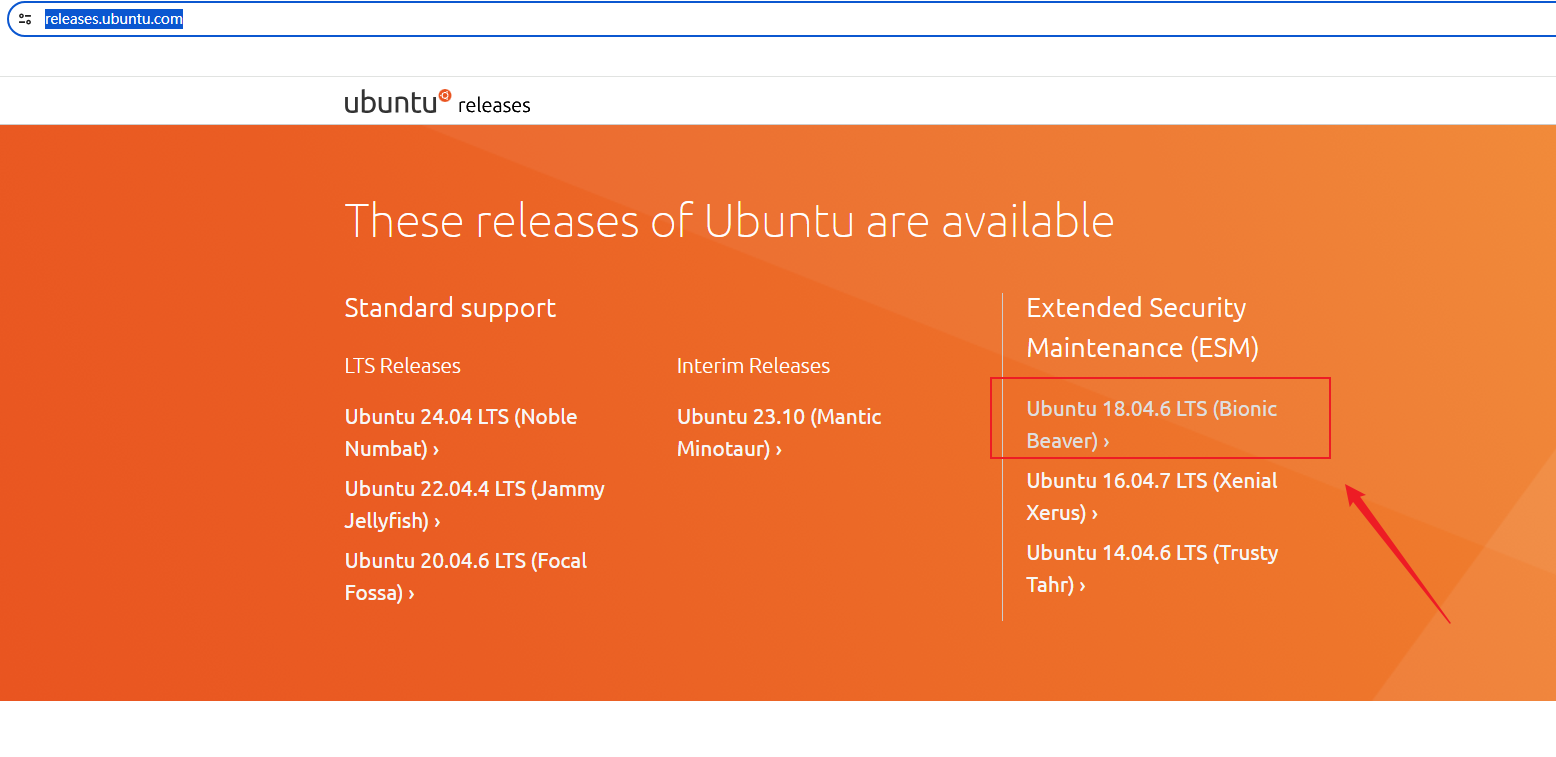 releases.ubuntu.com
ubuntu releases
These releases of Ubuntu are available
Standard support
LTS Releases
Ubuntu 24.04 LTS (Noble
Numbat) ›
Ubuntu 22.04.4 LTS (Jammy
Jellyfish) ›
Ubuntu 20.04.6 LTS (Focal
Fossa) ›
Interim Releases
Ubuntu 23.10 (Mantic
Minotaur) ›
Extended Security
Maintenance (ESM)
Ubuntu 18.04.6 LTS (Bionic
Beaver) ›
Ubuntu 16.04.7 LTS (Xenial
Xerus) ›
Ubuntu 14.04.6 LTS (Trusty
Tahr) ›